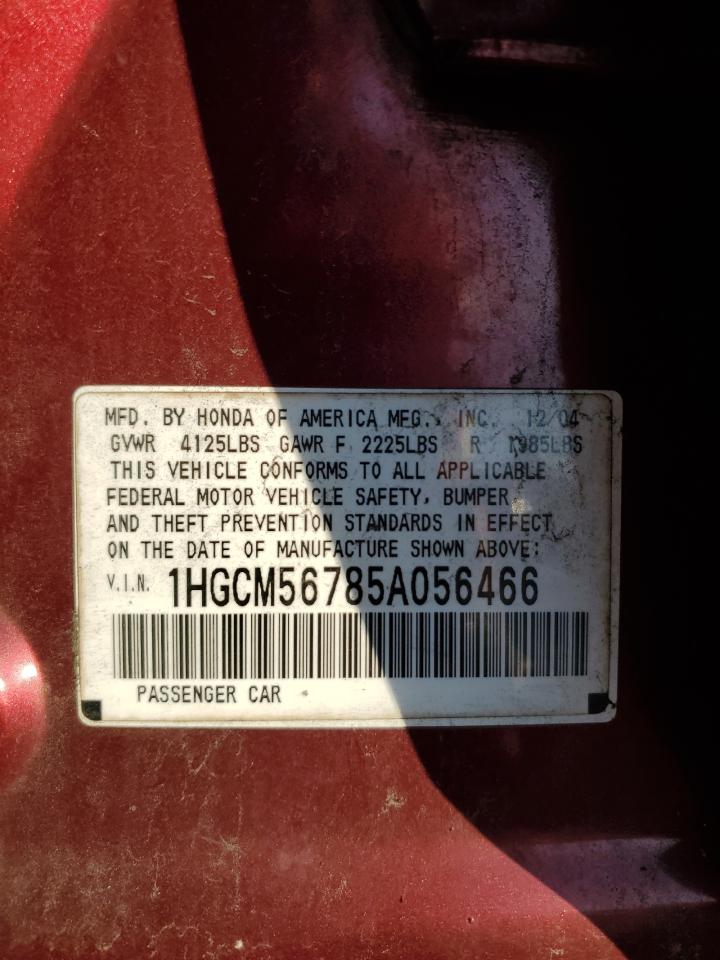 MFD. BY HONDA OF AMERICA MFG., INC. 12/04
GVWR 4125LBS GAWR F 2225LBS R 1985LBS
THIS VEHICLE CONFORMS TO ALL APPLICABLE
FEDERAL MOTOR VEHICLE SAFETY, BUMPER,
AND THEFT PREVENTION STANDARDS IN EFFECT
ON THE DATE OF MANUFACTURE SHOWN ABOVE:
V.I.N. 1HGCM56785A056466
PASSENGER CAR